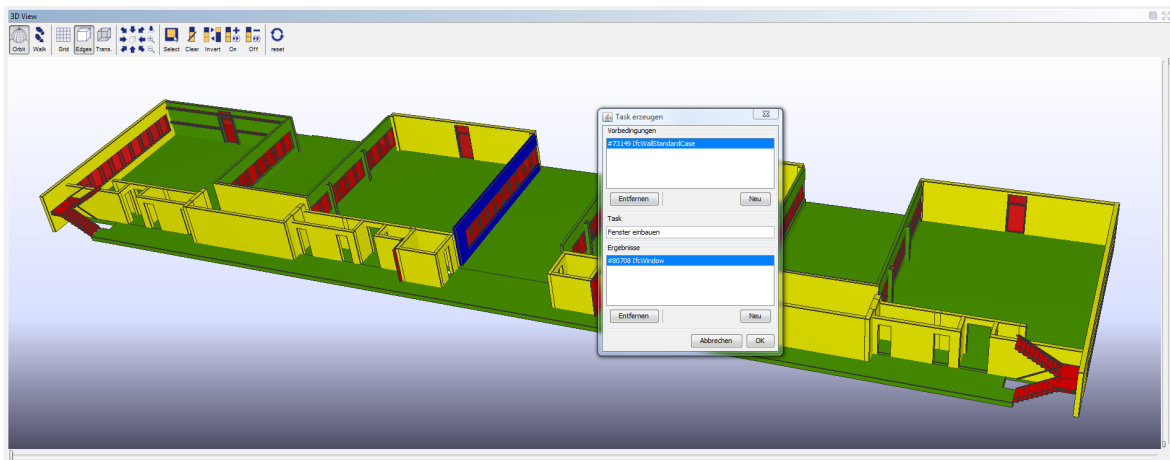 3D View
Orbit Walk Grid Edges Trans. Select Clear Invert On Off reset
Task erzeugen
Vorbedingungen
#73149 IfcWallStandardCase
Entfernen Neu
Task
Fenster einbauen
Ergebnisse
#80708 IfcWindow
Entfernen Neu
Abbrechen OK